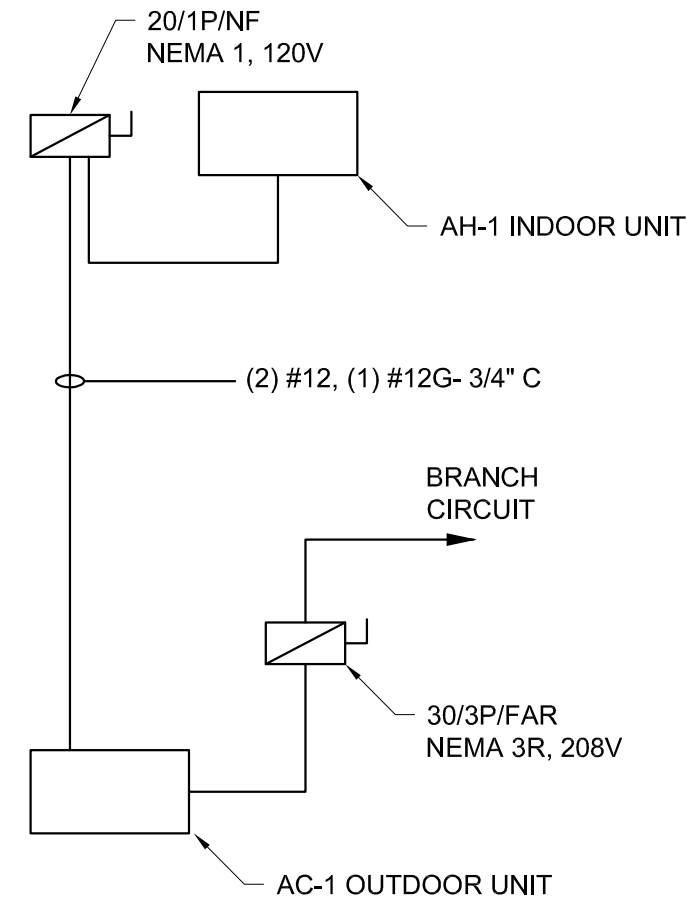 20/1P/NF
NEMA 1, 120V
AH-1 INDOOR UNIT
(2) #12, (1) #12G- 3/4" C
BRANCH
CIRCUIT
30/3P/FAR
NEMA 3R, 208V
AC-1 OUTDOOR UNIT